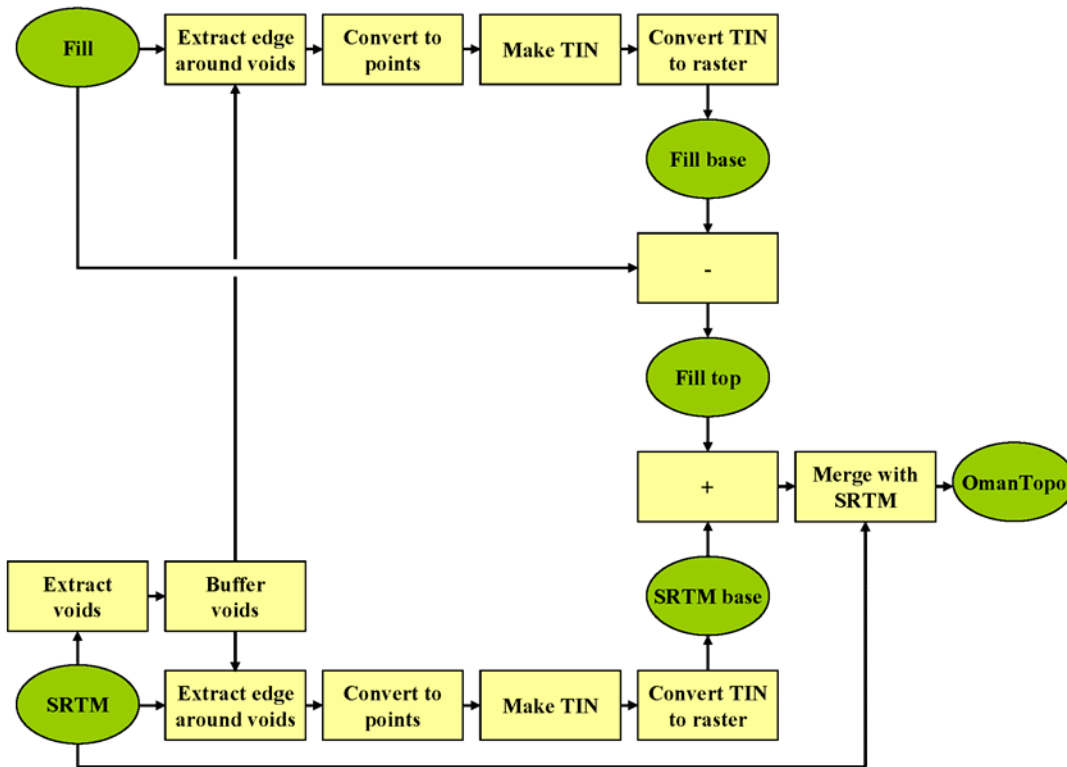 Fill
Extract edge
around voids
Convert to
points
Make TIN
Convert TIN
to raster
Fill base
-
Fill top
+
Merge with
SRTM
OmanTopo
Extract
voids
Buffer
voids
SRTM base
SRTM
Extract edge
around voids
Convert to
points
Make TIN
Convert TIN
to raster